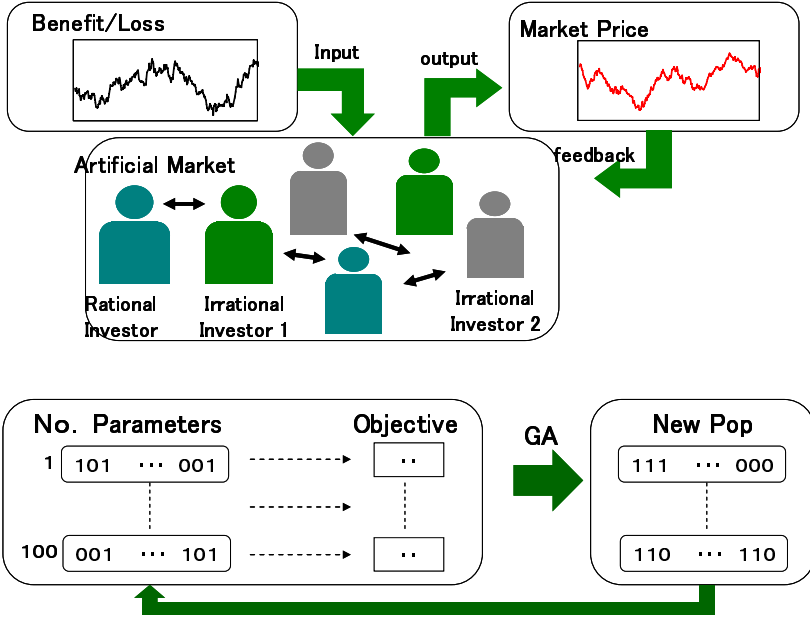 Benefit/Loss
Input
output
Market Price
feedback
Artificial Market
Rational
Investor
Irrational
Investor 1
Irrational
Investor 2
No. Parameters
Objective
GA
New Pop
1 101 ··· 001
··
111 ··· 000
100 001 ··· 101
··
110 ··· 110